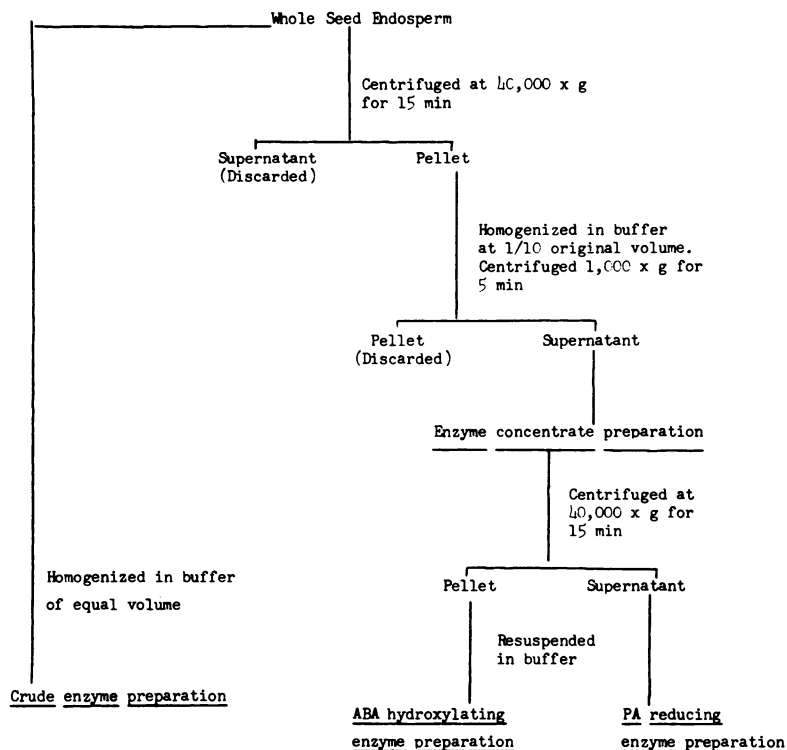 Whole Seed Endosperm
Centrifuged at 40,000 x g
for 15 min
Supernatant
(Discarded)
Pellet
Homogenized in buffer
at 1/10 original volume.
Centrifuged 1,000 x g for
5 min
Pellet
(Discarded)
Supernatant
Enzyme concentrate preparation
Centrifuged at
40,000 x g for
15 min
Pellet
Supernatant
Homogenized in buffer
of equal volume
Resuspended
in buffer
Crude enzyme preparation
ABA hydroxylating
enzyme preparation
PA reducing
enzyme preparation